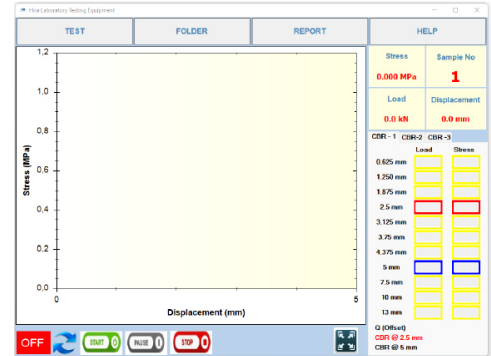 Hira Laboratory Testing Equipment
TEST FOLDER REPORT HELP
Stress Sample No
0.000 MPa 1
Load Displacement
0.0 kN 0.0 mm
CBR - 1 CBR-2 CBR -3
Load Stress
0.625 mm
1.250 mm
1.875 mm
2.5 mm
3.125 mm
3.75 mm
4.375 mm
5 mm
7.5 mm
10 mm
13 mm
Q (Offset)
CBR @ 2.5 mm
CBR @ 5 mm
Stress (MPa)
1,2
1,0
0,8
0,6
0,4
0,2
0,0
0 5
Displacement (mm)
OFF START PAUSE STOP